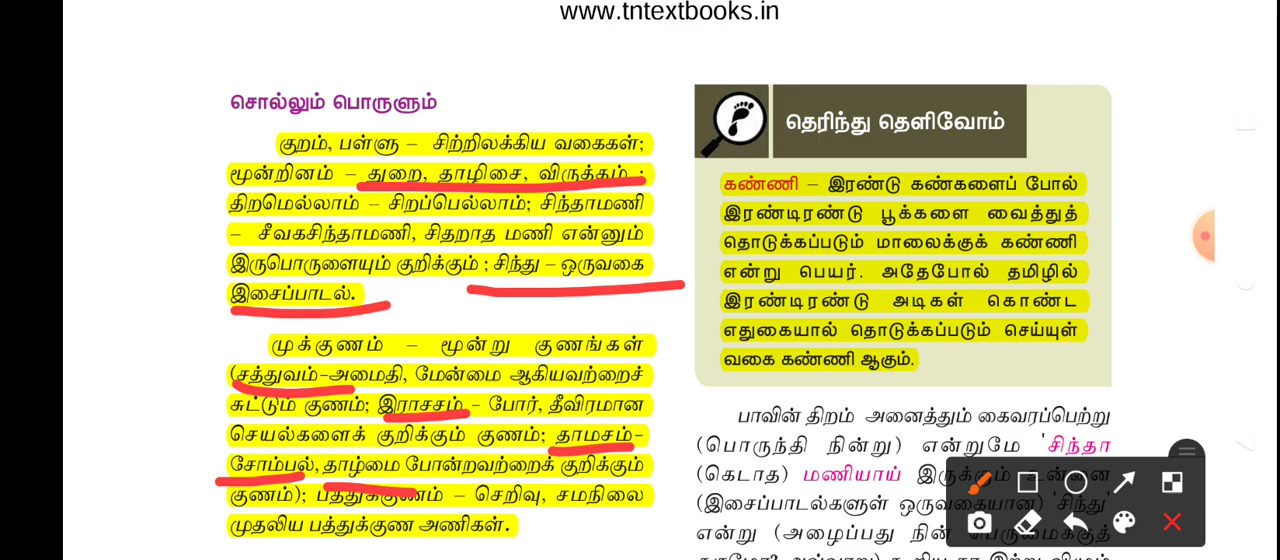 www.tntextbooks.in
சொல்லும் பொருளும்
குறம், பள்ளு – சிற்றிலக்கிய வகைகள்;
மூன்றினம் – துறை, தாழிசை, விருத்தம் ;
திறமெல்லாம் – சிறப்பெல்லாம்; சிந்தாமணி
– சீவகசிந்தாமணி, சிதறாத மணி என்னும்
இருபொருளையும் குறிக்கும் ; சிந்து – ஒருவகை
இசைப்பாடல்.
முக்குணம் – மூன்று குணங்கள்
(சத்துவம்-அமைதி, மேன்மை ஆகியவற்றைச்
சுட்டும் குணம்; இராசசம் - போர், தீவிரமான
செயல்களைக் குறிக்கும் குணம்; தாமசம்-
சோம்பல், தாழ்மை போன்றவற்றைக் குறிக்கும்
குணம்); பத்துக்குணம் – செறிவு, சமநிலை
முதலிய பத்துக்குண அணிகள்.
தெரிந்து தெளிவோம்
கண்ணி – இரண்டு கண்களைப் போல்
இரண்டிரண்டு பூக்களை வைத்துத்
தொடுக்கப்படும் மாலைக்குக் கண்ணி
என்று பெயர். அதேபோல் தமிழில்
இரண்டிரண்டு அடிகள் கொண்ட
எதுகையால் தொடுக்கப்படும் செய்யுள்
வகை கண்ணி ஆகும்.
பாவின் திறம் அனைத்தும் கைவரப்பெற்று
(பொருந்தி நின்று) என்றுமே 'சிந்தா
(கெடாத) மணியாய் இருக்கும் உன்னை
(இசைப்பாடல்களுள் ஒருவகையான) 'சிந்து'
என்று (அழைப்பது நின் பெருமைக்குத்